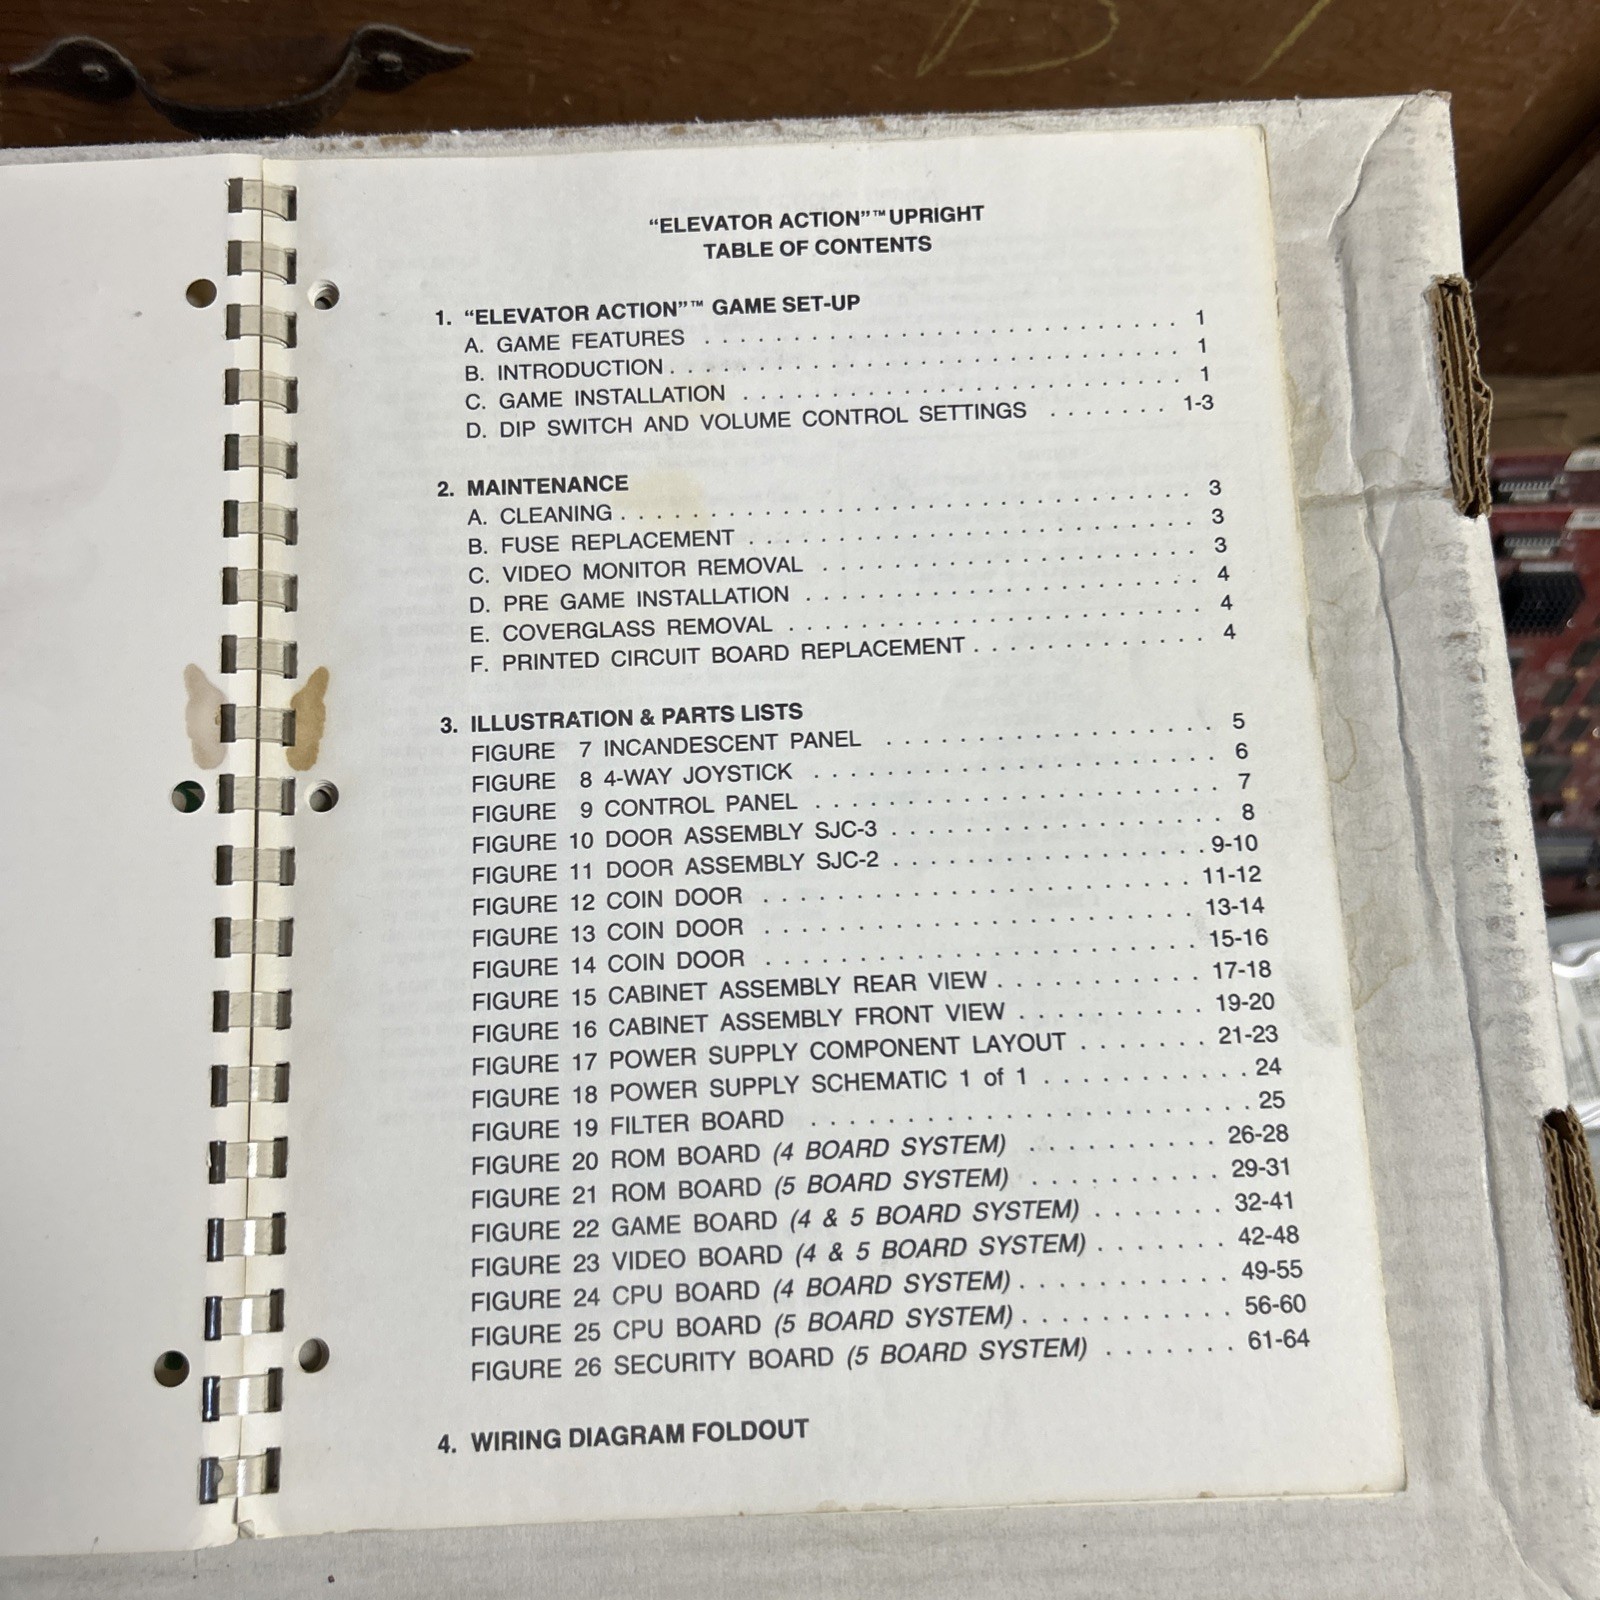 “ELEVATOR ACTION”™ UPRIGHT
TABLE OF CONTENTS
1. “ELEVATOR ACTION”™ GAME SET-UP
A. GAME FEATURES . . . . . . . . . . . . . . . . . . . . 1
B. INTRODUCTION . . . . . . . . . . . . . . . . . . . . 1
C. GAME INSTALLATION . . . . . . . . . . . . . . . . . . . . 1
D. DIP SWITCH AND VOLUME CONTROL SETTINGS . . . . . . . 1-3
2. MAINTENANCE
A. CLEANING . . . . . . . . . . . . . . . . . . . . 3
B. FUSE REPLACEMENT . . . . . . . . . . . . . . . . . . . . 3
C. VIDEO MONITOR REMOVAL . . . . . . . . . . . . . . . . . . . . 3
D. PRE GAME INSTALLATION . . . . . . . . . . . . . . . . . . . . 4
E. COVERGLASS REMOVAL . . . . . . . . . . . . . . . . . . . . 4
F. PRINTED CIRCUIT BOARD REPLACEMENT . . . . . . . . . . . . 4
3. ILLUSTRATION & PARTS LISTS
FIGURE 7 INCANDESCENT PANEL . . . . . . . . . . . . . . . . . . 5
FIGURE 8 4-WAY JOYSTICK . . . . . . . . . . . . . . . . . . . . 6
FIGURE 9 CONTROL PANEL . . . . . . . . . . . . . . . . . . . . 7
FIGURE 10 DOOR ASSEMBLY SJC-3 . . . . . . . . . . . . . . . . . . 8
FIGURE 11 DOOR ASSEMBLY SJC-2 . . . . . . . . . . . . . . . . . . 9-10
FIGURE 12 COIN DOOR . . . . . . . . . . . . . . . . . . . . 11-12
FIGURE 13 COIN DOOR . . . . . . . . . . . . . . . . . . . . 13-14
FIGURE 14 COIN DOOR . . . . . . . . . . . . . . . . . . . . 15-16
FIGURE 15 CABINET ASSEMBLY REAR VIEW . . . . . . . . . . . 17-18
FIGURE 16 CABINET ASSEMBLY FRONT VIEW . . . . . . . . . . 19-20
FIGURE 17 POWER SUPPLY COMPONENT LAYOUT . . . . . . . 21-23
FIGURE 18 POWER SUPPLY SCHEMATIC 1 of 1 . . . . . . . . . . . 24
FIGURE 19 FILTER BOARD . . . . . . . . . . . . . . . . . . . . 25
FIGURE 20 ROM BOARD (4 BOARD SYSTEM) . . . . . . . . . . 26-28
FIGURE 21 ROM BOARD (5 BOARD SYSTEM) . . . . . . . . . . 29-31
FIGURE 22 GAME BOARD (4 & 5 BOARD SYSTEM) . . . . . . . 32-41
FIGURE 23 VIDEO BOARD (4 & 5 BOARD SYSTEM) . . . . . . . 42-48
FIGURE 24 CPU BOARD (4 BOARD SYSTEM) . . . . . . . . . . . 49-55
FIGURE 25 CPU BOARD (5 BOARD SYSTEM) . . . . . . . . . . . 56-60
FIGURE 26 SECURITY BOARD (5 BOARD SYSTEM) . . . . . . . 61-64
4. WIRING DIAGRAM FOLDOUT